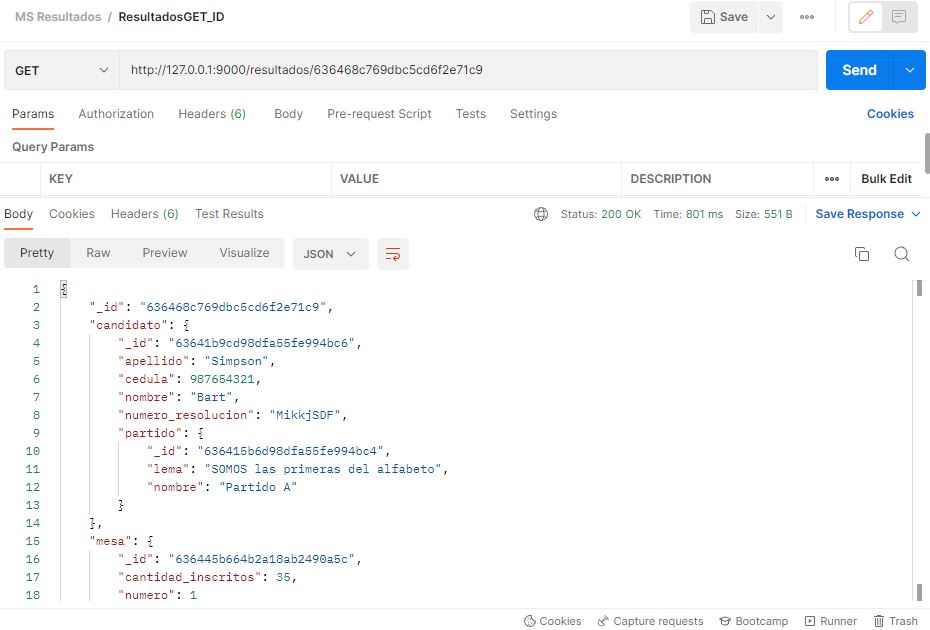 MS Resultados / ResultadosGET_ID
Save
GET
http://127.0.0.1:9000/resultados/636468c769dbc5cd6f2e71c9
Send
Params Authorization Headers (6) Body Pre-request Script Tests Settings Cookies
Query Params
KEY VALUE DESCRIPTION Bulk Edit
Body Cookies Headers (6) Test Results Status: 200 OK Time: 801 ms Size: 551 B Save Response
Pretty Raw Preview Visualize JSON
1 {
2 "_id": "636468c769dbc5cd6f2e71c9",
3 "candidato": {
4 "_id": "63641b9cd98dfa55fe994bc6",
5 "apellido": "Simpson",
6 "cedula": 987654321,
7 "nombre": "Bart",
8 "numero_resolucion": "MikkjSDF",
9 "partido": {
10 "_id": "636415b6d98dfa55fe994bc4",
11 "lema": "SOMOS las primeras del alfabeto",
12 "nombre": "Partido A"
13 }
14 },
15 "mesa": {
16 "_id": "636445b664b2a18ab2490a5c",
17 "cantidad_inscritos": 35,
18 "numero": 1
Cookies Capture requests Bootcamp Runner Trash